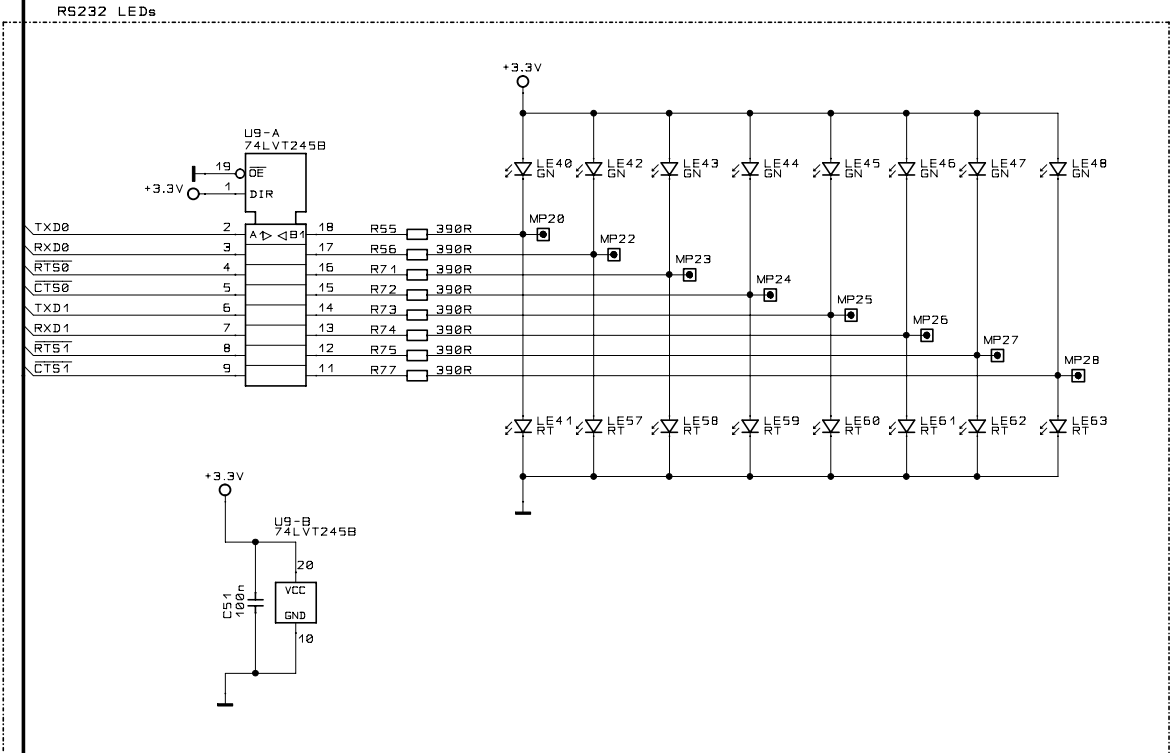 RS232 LEDs
+3.3V
U9-A
74LVT245B
19 OE
+3.3V 1 DIR
LE40 LE42 LE43 LE44 LE45 LE46 LE47 LE48
GN GN GN GN GN GN GN GN
TXD0 2 A1 B1 18 R55 390R MP20
RXD0 3 17 R56 390R MP22
RTS0 4 16 R71 390R MP23
CTS0 5 15 R72 390R MP24
TXD1 6 14 R73 390R MP25
RXD1 7 13 R74 390R MP26
RTS1 8 12 R75 390R MP27
CTS1 9 11 R77 390R MP28
LE41 LE57 LE58 LE59 LE60 LE61 LE62 LE63
RT RT RT RT RT RT RT RT
+3.3V
U9-B
74LVT245B
20
VCC
C51
100n
GND
10